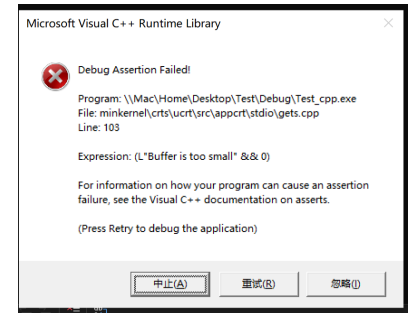 Microsoft Visual C++ Runtime Library
Debug Assertion Failed!
Program: \\Mac\Home\Desktop\Test\Debug\Test_cpp.exe
File: minkernel\crts\ucrt\src\appcrt\stdio\gets.cpp
Line: 103
Expression: (L"Buffer is too small" && 0)
For information on how your program can cause an assertion
failure, see the Visual C++ documentation on asserts.
(Press Retry to debug the application)
中止(A) 重试(R) 忽略(I)